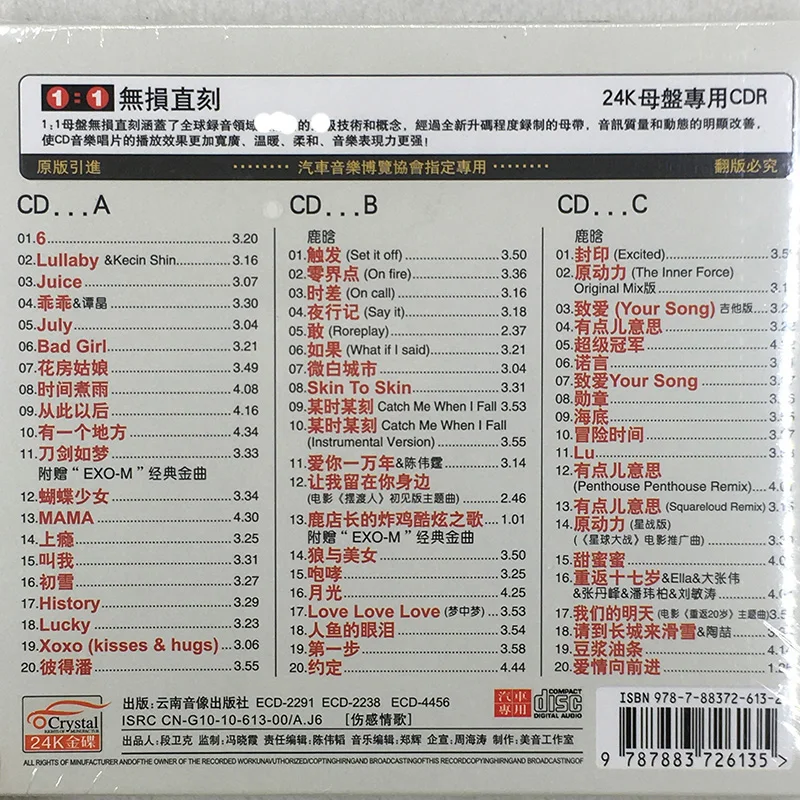 1:1 無損直刻
24K母盤專用CDR
1:1母盤無損直刻涵蓋了全球録音領域 的 级技術和概念，經過全新升碼程度録制的母帶，音訊質量和動態的明顯改善，
使CD音樂唱片的播放效果更加寬廣、温暖、柔和、音樂表現力更强！
原版引進 ········ 汽車音樂博覽協會指定專用 ········ 翻版必究
CD...A
01.6 3.20
02.Lullaby &Kecin Shin 3.16
03.Juice 3.07
04.乖乖&谭晶 3.30
05.July 3.04
06.Bad Girl 3.21
07.花房姑娘 3.49
08.时间煮雨 4.08
09.从此以后 4.16
10.有一个地方 4.34
11.刀剑如梦 3.33
附赠“EXO-M”经典金曲
12.蝴蝶少女 3.34
13.MAMA 4.30
14.上瘾 3.25
15.叫我 3.31
16.初雪 3.27
17.History 3.29
18.Lucky 3.23
19.Xoxo (kisses & hugs) 3.06
20.彼得潘 3.55
CD...B
鹿晗
01.触发 (Set it off) 3.50
02.零界点 (On fire) 3.36
03.时差 (On call) 3.16
04.夜行记 (Say it) 3.18
05.敢 (Roreplay) 2.37
06.如果 (What if I said) 3.21
07.微白城市 3.04
08.Skin To Skin 3.31
09.某时某刻 Catch Me When I Fall 3.53
10.某时某刻 Catch Me When I Fall
(Instrumental Version) 3.55
11.爱你一万年&陈伟霆 3.14
12.让我留在你身边
(电影《摆渡人》初见版主题曲) 2.46
13.鹿店长的炸鸡酷炫之歌 1.01
附赠“EXO-M”经典金曲
14.狼与美女 3.50
15.咆哮 3.25
16.月光 4.25
17.Love Love Love (梦中梦) 3.53
18.人鱼的眼泪 3.54
19.第一步 3.58
20.约定 4.44
CD...C
鹿晗
01.封印 (Excited)
02.原动力 (The Inner Force)
Original Mix版
03.致爱 (Your Song) 吉他版
04.有点儿意思
05.超级冠军
06.诺言
07.致爱Your Song
08.勋章
09.海底
10.冒险时间
11.Lu
12.有点儿意思
(Penthouse Penthouse Remix)
13.有点儿意思 (Squareloud Remix)
14.原动力 (星战版)
(《星球大战》电影推广曲)
15.甜蜜蜜
16.重返十七岁&Ella&大张伟
&张丹峰&潘玮柏&刘敏涛
17.我们的明天 (电影《重返20岁》主题曲)
18.请到长城来滑雪&陶喆
19.豆浆油条
20.爱情向前进
Crystal
24K金碟
出版：云南音像出版社 ECD-2291 ECD-2238 ECD-4456
ISRC CN-G10-10-613-00/A.J6 [伤感情歌]
出品人：段卫克 监制：冯晓霞 责任编辑：陈伟韬 音乐编辑：郑辉 企宣：周海涛 制作：美音工作室
ALL RIGHTS OF MINUFACTURER ANDOFTHE OWNER OF THE RECORDED WORKUNAUTHORIZED/COPTINGHIRNG AND BROADCASTINGOF THIS RECORDCOPYINGHIRNG AND BROADCASTINGOF
汽車
專用
COMPACT
disc
DIGITAL AUDIO
ISBN 978-7-88372-613-2
9 787883 726135 >